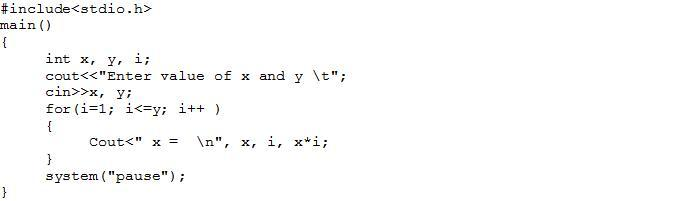 #include<stdio.h>
main()
{
int x, y, i;
cout<<"Enter value of x and y \t";
cin>>x, y;
for(i=1; i<=y; i++ )
{
Cout<" x =  \n", x, i, x*i;
}
system("pause");
}